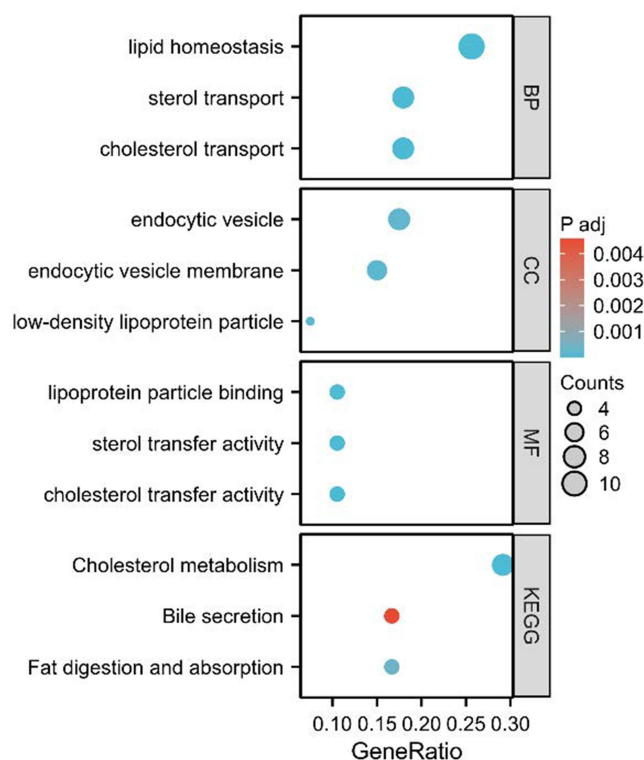 lipid homeostasis
sterol transport
cholesterol transport
BP
endocytic vesicle
endocytic vesicle membrane
low-density lipoprotein particle
CC
lipoprotein particle binding
sterol transfer activity
cholesterol transfer activity
MF
Cholesterol metabolism
Bile secretion
Fat digestion and absorption
KEGG
0.10 0.15 0.20 0.25 0.30
GeneRatio
P adj
0.004
0.003
0.002
0.001
Counts
4
6
8
10